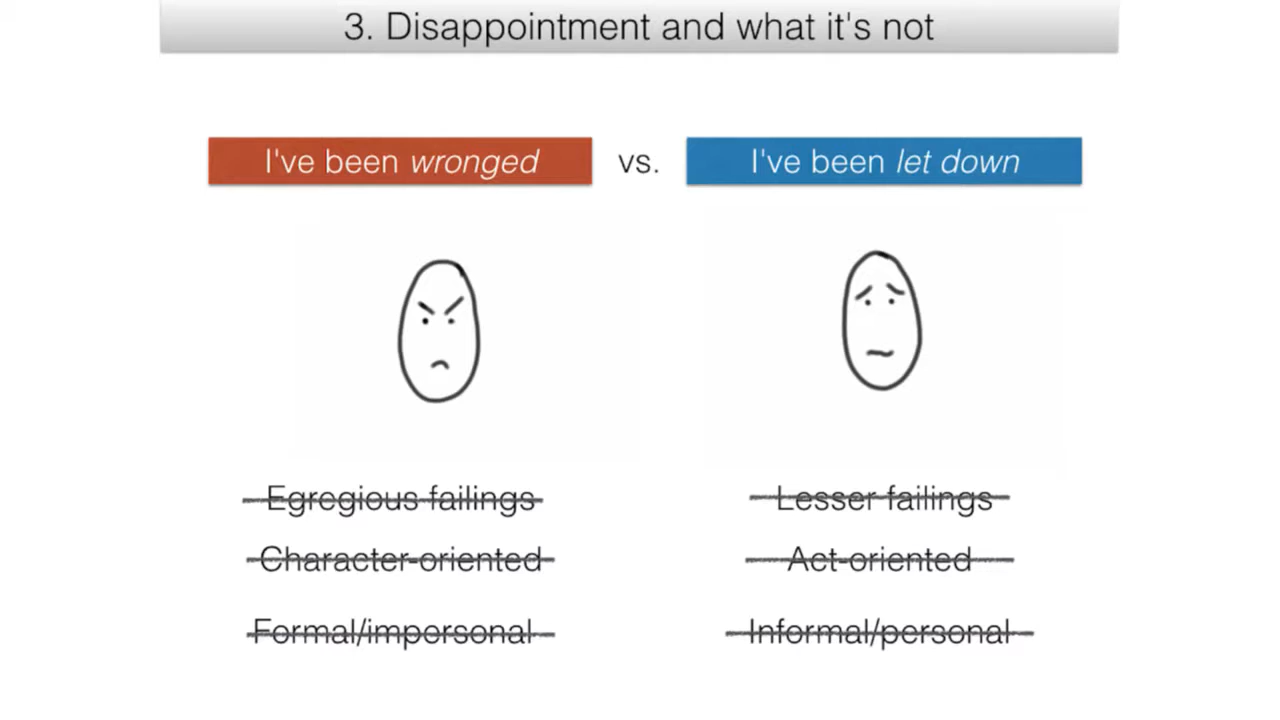 3. Disappointment and what it's not
I've been wronged vs. I've been let down
Egregious failings Lesser failings
Character-oriented Act-oriented
Formal/impersonal Informal/personal